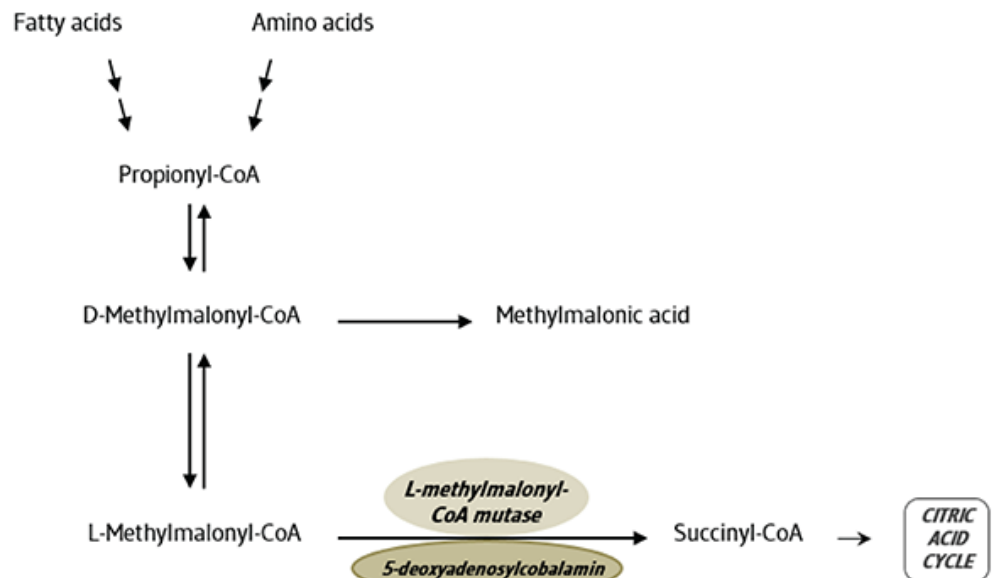 Fatty acids
Amino acids
Propionyl-CoA
D-Methylmalonyl-CoA
Methylmalonic acid
L-methylmalonyl-
CoA mutase
L-Methylmalonyl-CoA
Succinyl-CoA
CITRIC
ACID
CYCLE
5-deoxyadenosylcobalamin